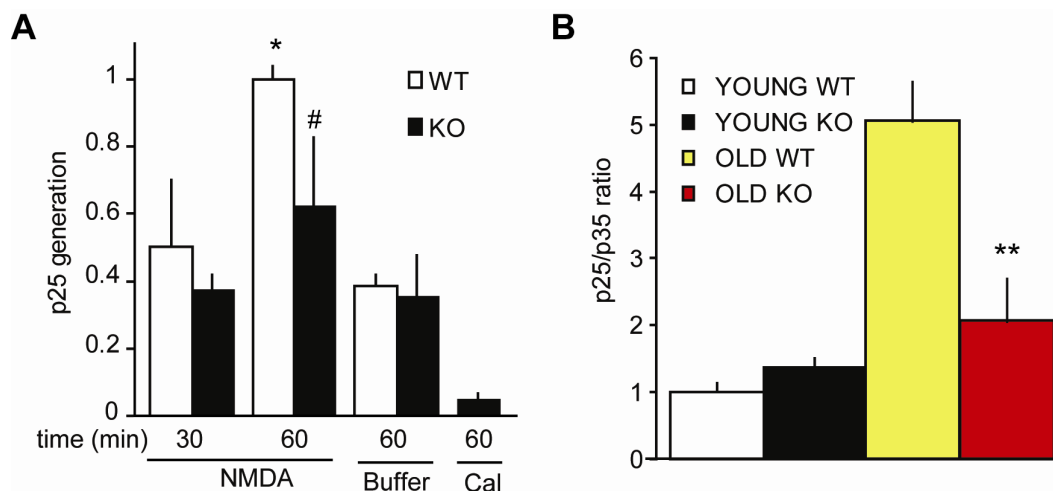 A
p25 generation
1
0.8
0.6
0.4
0.2
0
*
#
WT
KO
time (min) 30 60 60 60
NMDA Buffer Cal
B
p25/p35 ratio
6
5
4
3
2
1
0
YOUNG WT
YOUNG KO
OLD WT
OLD KO
**